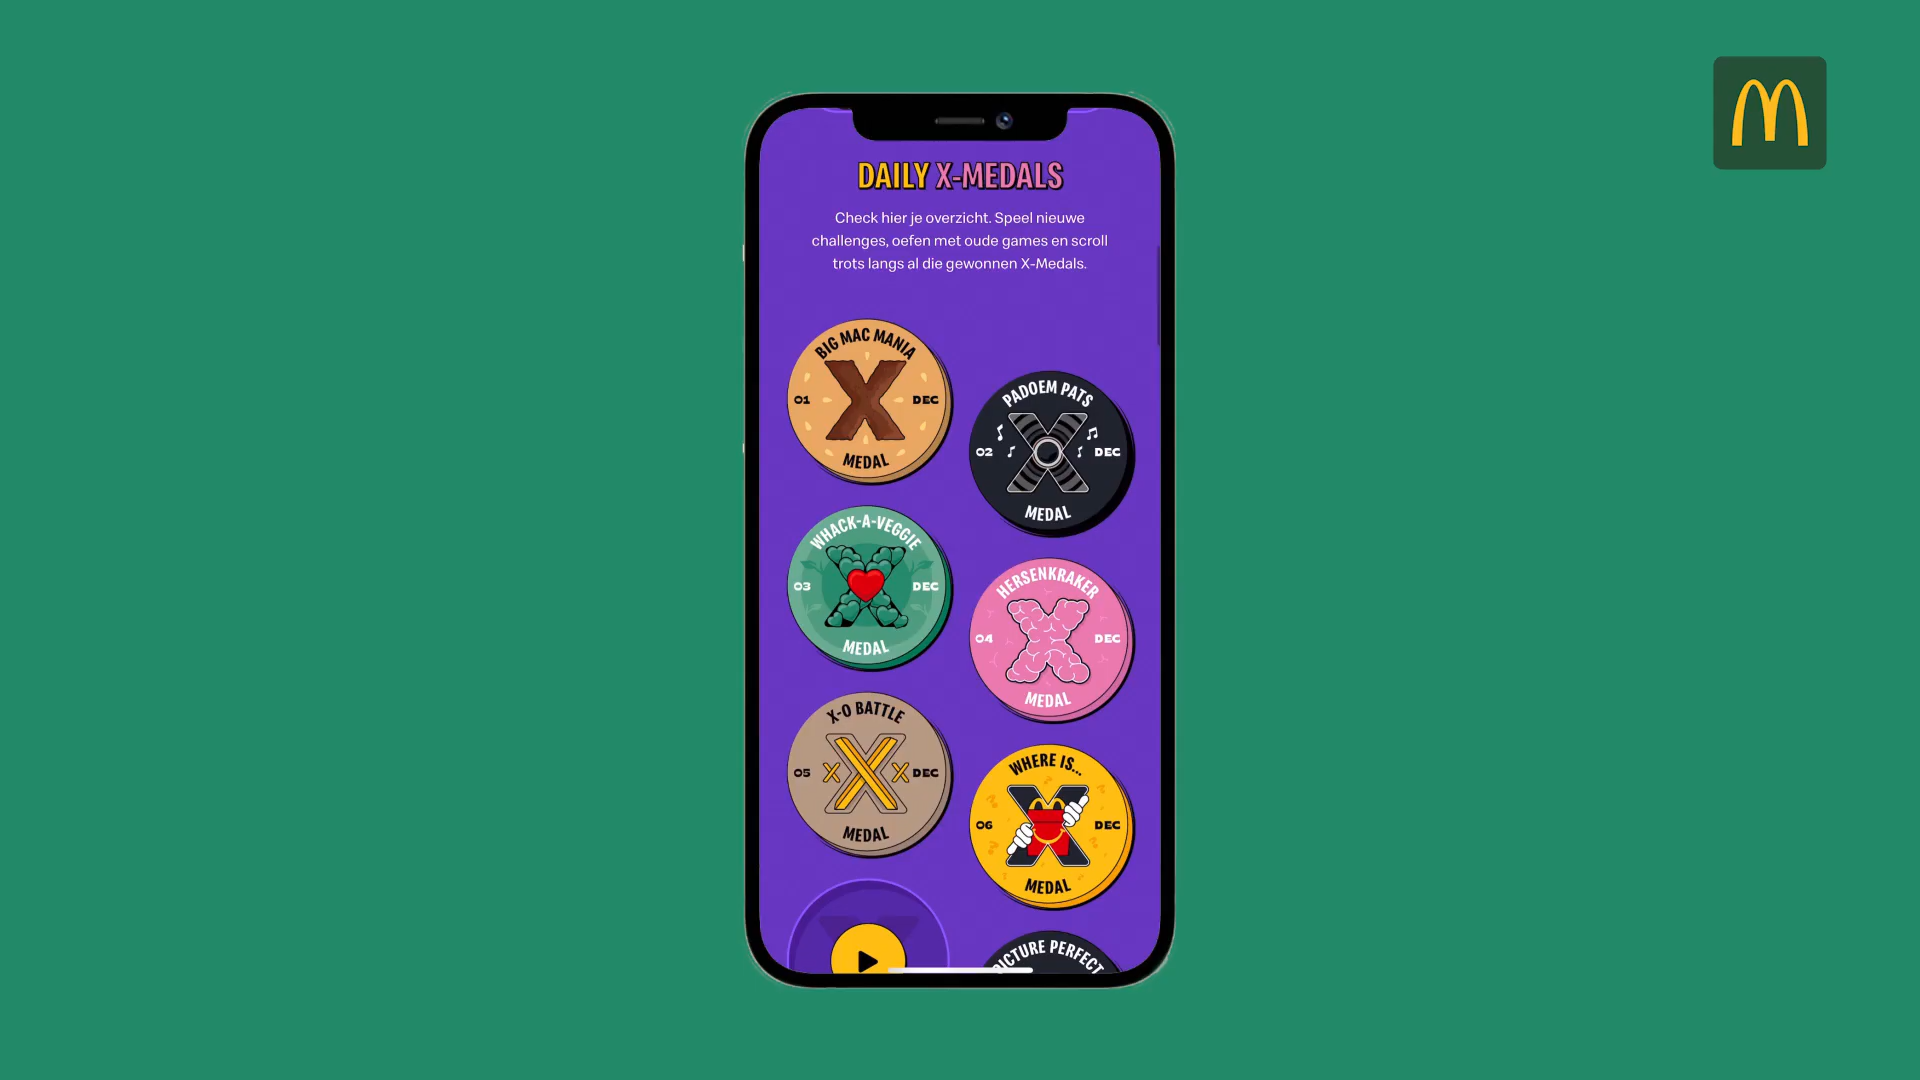 DAILY X-MEDALS
Check hier je overzicht. Speel nieuwe
challenges, oefen met oude games en scroll
trots langs al die gewonnen X-Medals.
BIG MAC MANIA
X
01 DEC
MEDAL
PADOEM PATS
X
02 DEC
MEDAL
WHACK-A-VEGGIE
X
03 DEC
MEDAL
HERSENKRAKER
X
04 DEC
MEDAL
X-O BATTLE
X X X
05 DEC
MEDAL
WHERE IS...
X
06 DEC
MEDAL
PICTURE PERFECT